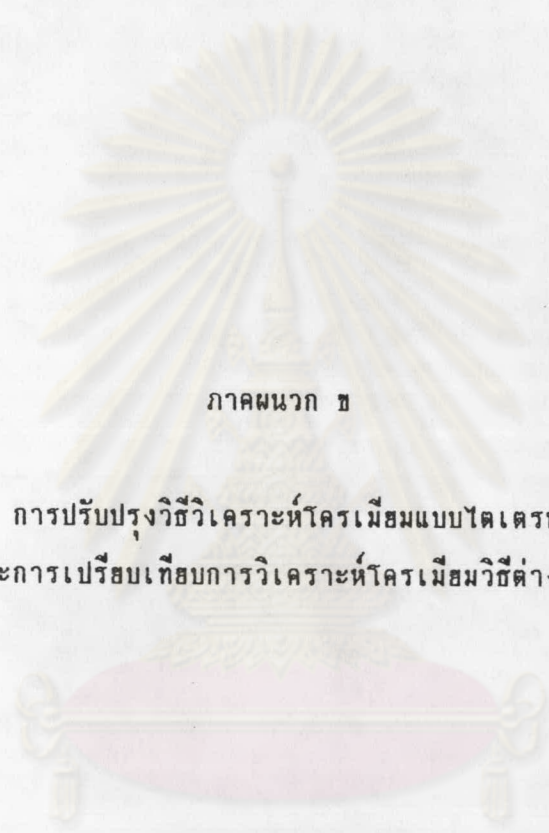 ภาคผนวก ข
การปรับปรุงวิธีวิเคราะห์โครเมียมแบบไตเตร
ะการเปรียบเทียบการวิเคราะห์โครเมียมวิธีต่าง